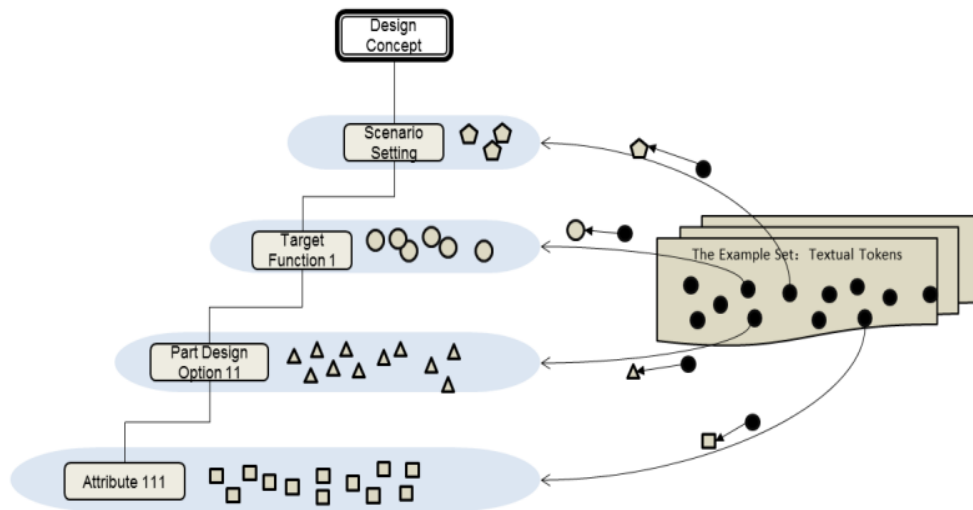 Design
Concept
Scenario
Setting
Target
Function 1
The Example Set: Textual Tokens
Part Design
Option 11
Attribute 111